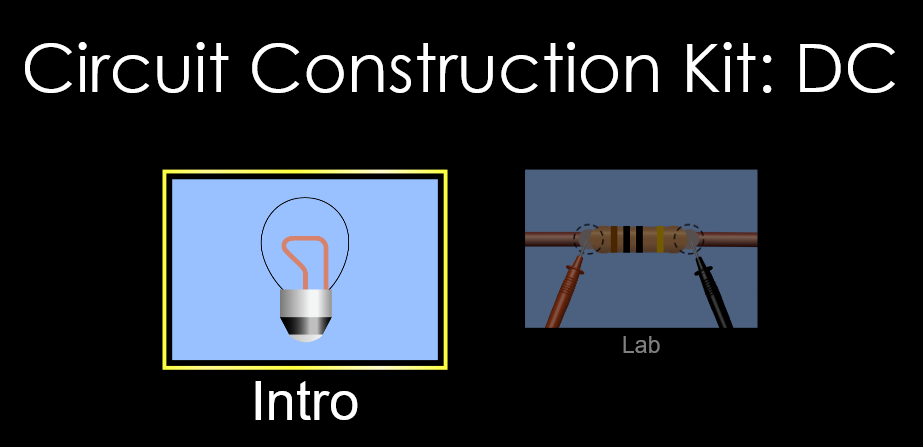 Circuit Construction Kit: DC
Intro
Lab